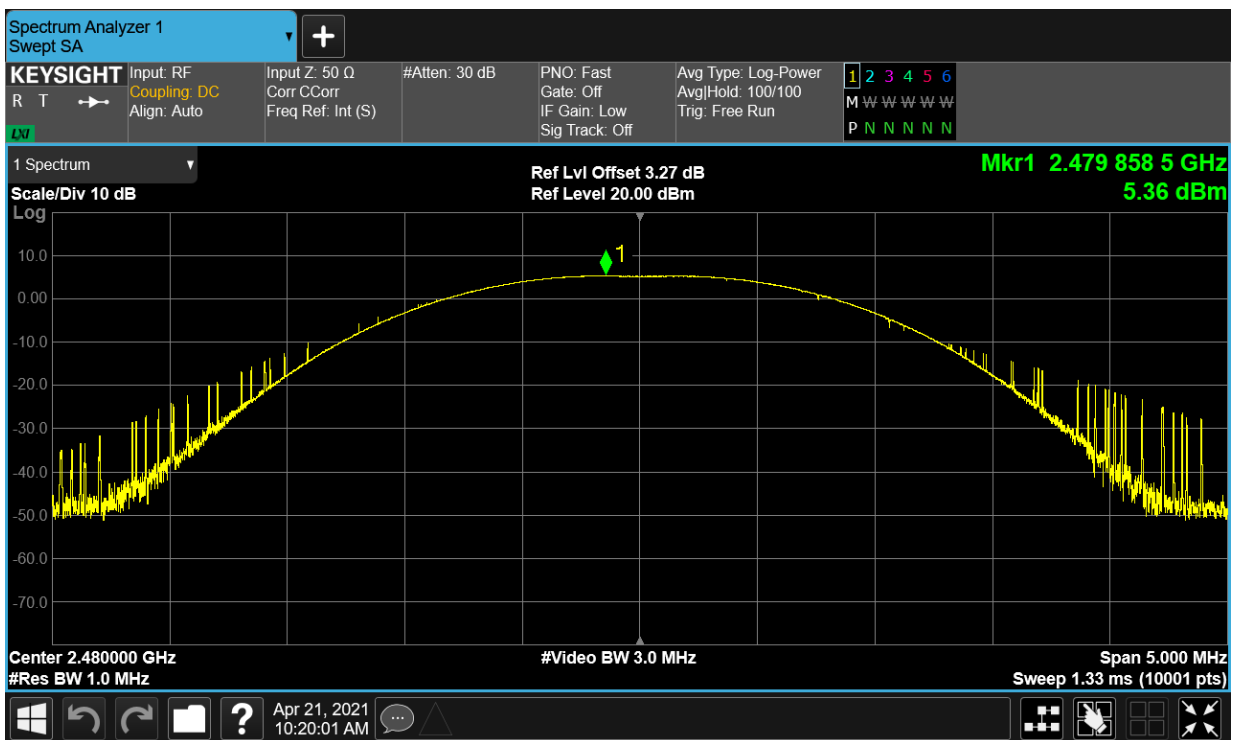 Spectrum Analyzer 1
Swept SA
KEYSIGHT
R T
LXI
Input: RF
Coupling: DC
Align: Auto
Input Z: 50 Ω
Corr CCorr
Freq Ref: Int (S)
#Atten: 30 dB
PNO: Fast
Gate: Off
IF Gain: Low
Sig Track: Off
Avg Type: Log-Power
Avg|Hold: 100/100
Trig: Free Run
1 2 3 4 5 6
M W W W W W
P N N N N N
1 Spectrum
Scale/Div 10 dB
Ref Lvl Offset 3.27 dB
Ref Level 20.00 dBm
Mkr1 2.479 858 5 GHz
5.36 dBm
Log
1
10.0
0.00
-10.0
-20.0
-30.0
-40.0
-50.0
-60.0
-70.0
Center 2.480000 GHz
#Res BW 1.0 MHz
#Video BW 3.0 MHz
Span 5.000 MHz
Sweep 1.33 ms (10001 pts)
?
Apr 21, 2021
10:20:01 AM